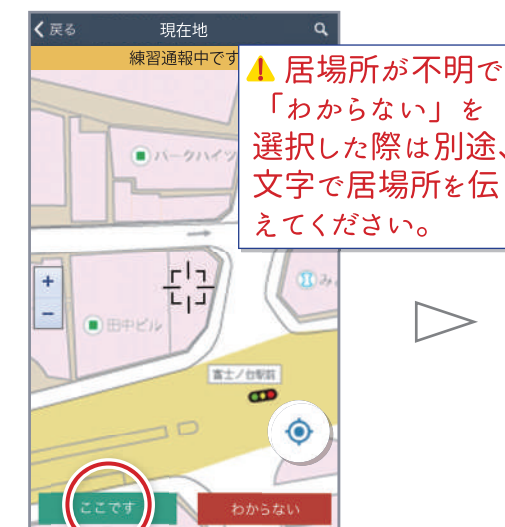 戻る
現在地
練習通報中です
居場所が不明で
「わからない」を
選択した際は別途、
文字で居場所を伝
えてください。
パークハイツ
み
+
−
田中ビル
富士ノ台駅前
ここです
わからない